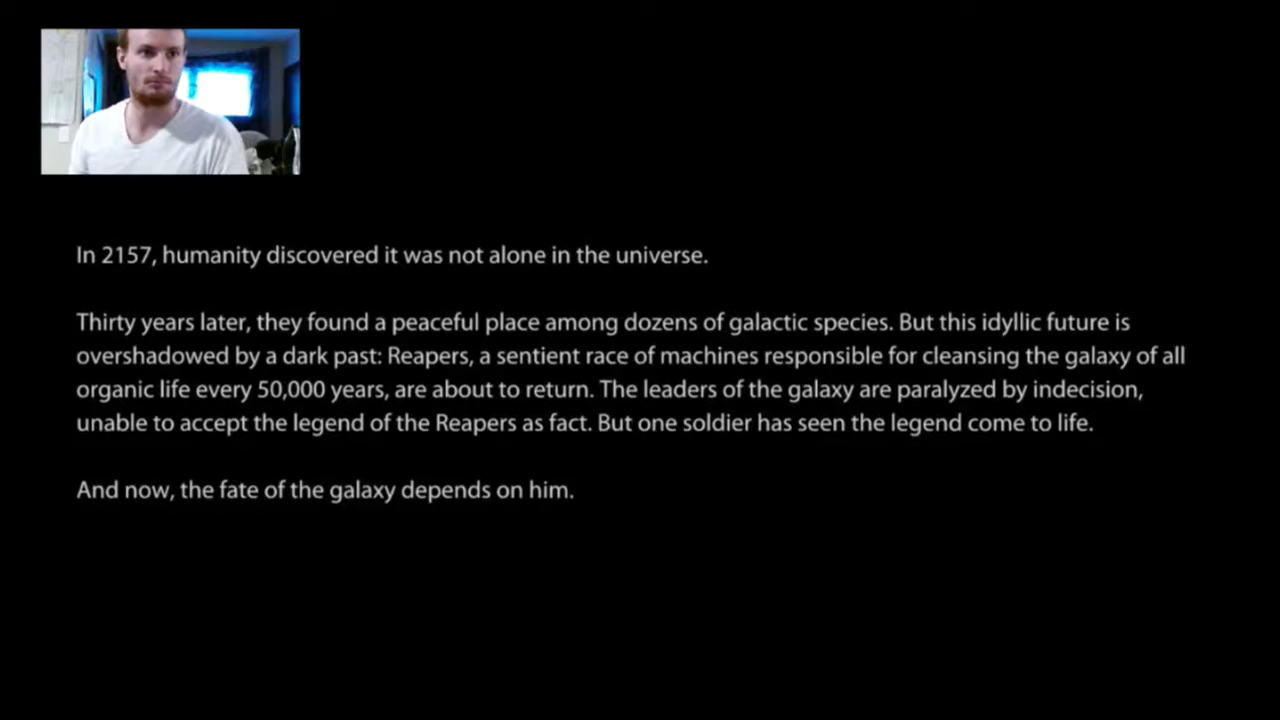 In 2157, humanity discovered it was not alone in the universe.
Thirty years later, they found a peaceful place among dozens of galactic species. But this idyllic future is
overshadowed by a dark past: Reapers, a sentient race of machines responsible for cleansing the galaxy of all
organic life every 50,000 years, are about to return. The leaders of the galaxy are paralyzed by indecision,
unable to accept the legend of the Reapers as fact. But one soldier has seen the legend come to life.
And now, the fate of the galaxy depends on him.